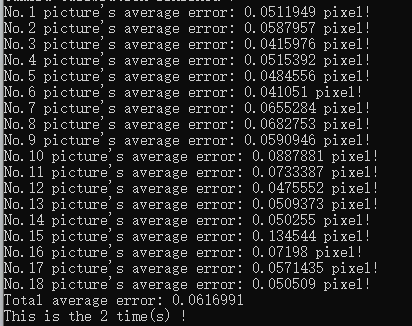 No.1 picture's average error: 0.0511949 pixel!
No.2 picture's average error: 0.0587957 pixel!
No.3 picture's average error: 0.0415976 pixel!
No.4 picture's average error: 0.0515392 pixel!
No.5 picture's average error: 0.0484556 pixel!
No.6 picture's average error: 0.041051 pixel!
No.7 picture's average error: 0.0655284 pixel!
No.8 picture's average error: 0.0682753 pixel!
No.9 picture's average error: 0.0590946 pixel!
No.10 picture's average error: 0.0887881 pixel!
No.11 picture's average error: 0.0733387 pixel!
No.12 picture's average error: 0.0475552 pixel!
No.13 picture's average error: 0.0509373 pixel!
No.14 picture's average error: 0.050255 pixel!
No.15 picture's average error: 0.134544 pixel!
No.16 picture's average error: 0.07198 pixel!
No.17 picture's average error: 0.0571435 pixel!
No.18 picture's average error: 0.050509 pixel!
Total average error: 0.0616991
This is the 2 time(s) !